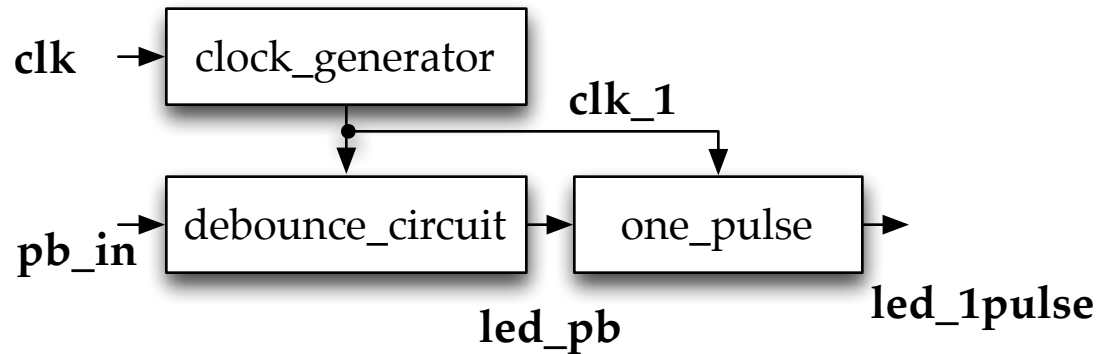 clk
clock_generator
clk_1
pb_in
debounce_circuit
one_pulse
led_pb
led_1pulse